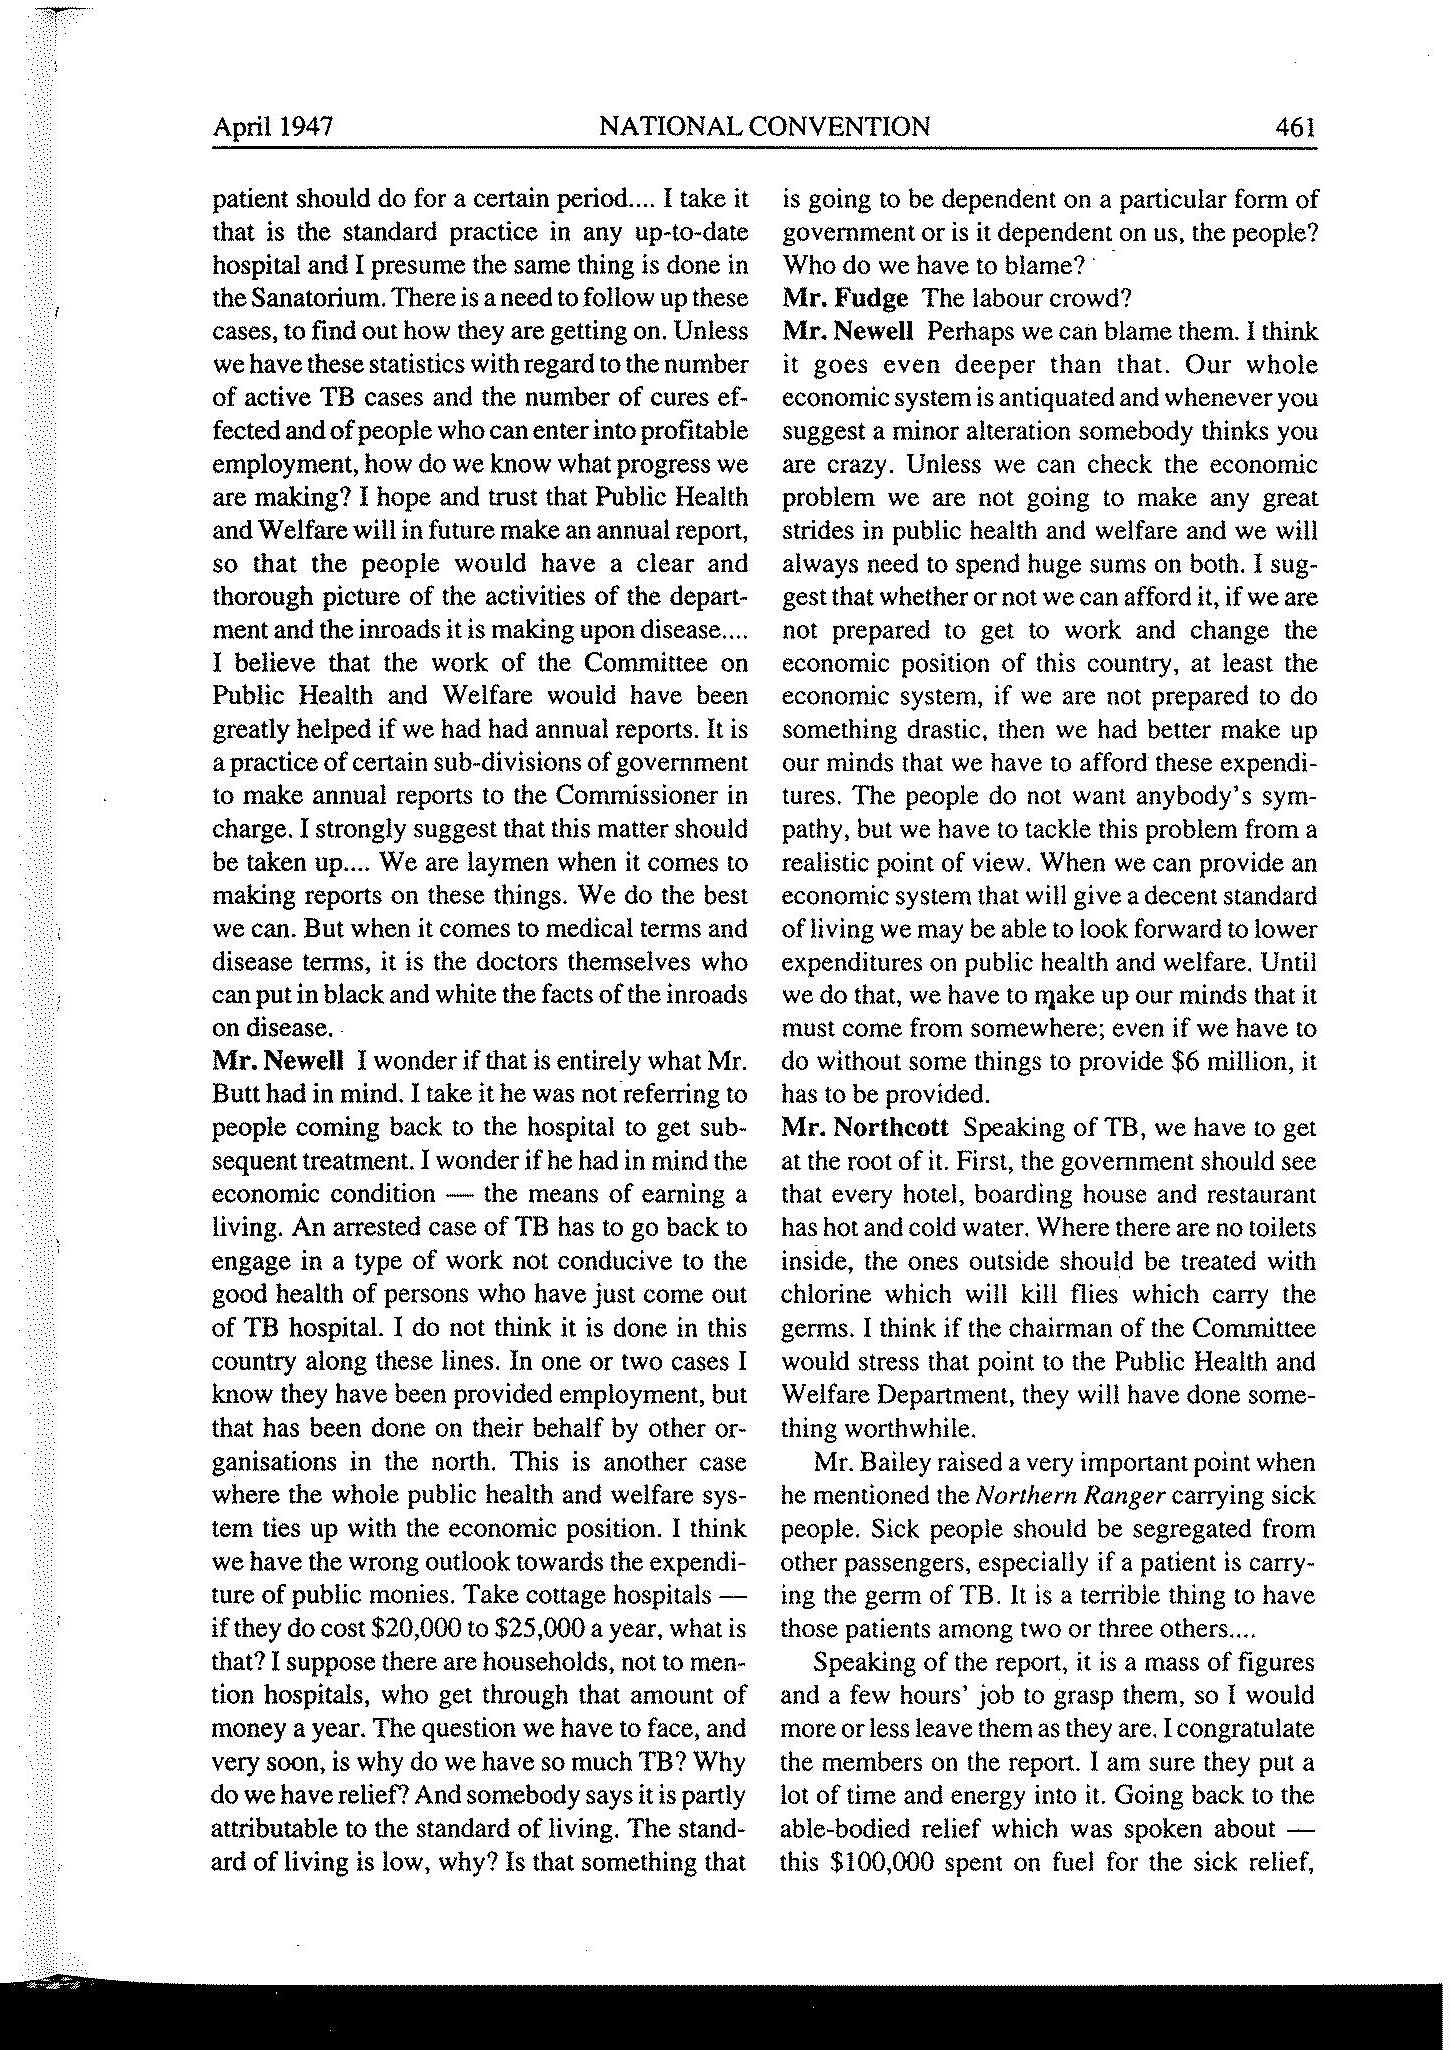 April 1947 NATIONAL CONVENTION 461
patient should do for a certain period.... I take it
that is the standard practice in any up-to-date
hospital and I presume the same thing is done in
the Sanatorium. There is a need to follow up these
cases, to find out how they are getting on. Unless
we have these statistics with regard to the number
of active TB cases and the number of cures ef-
fected and of people who can enter into profitable
employment, how do we know what progress we
are making? I hope and trust that Public Health
and Welfare will in future make an annual report,
so that the people would have a clear and
thorough picture of the activities of the depart-
ment and the inroads it is making upon disease....
I believe that the work of the Committee on
Public Health and Welfare would have been
greatly helped if we had had annual reports. It is
a practice of certain sub-divisions of government
to make annual reports to the Commissioner in
charge. I strongly suggest that this matter should
be taken up.... We are laymen when it comes to
making reports on these things. We do the best
we can. But when it comes to medical terms and
disease terms, it is the doctors themselves who
can put in black and white the facts of the inroads
on disease.
Mr. Newell I wonder if that is entirely what Mr.
Butt had in mind. I take it he was not referring to
people coming back to the hospital to get sub-
sequent treatment. I wonder if he had in mind the
economic condition — the means of earning a
living. An arrested case of TB has to go back to
engage in a type of work not conducive to the
good health of persons who have just come out
of TB hospital. I do not think it is done in this
country along these lines. In one or two cases I
know they have been provided employment, but
that has been done on their behalf by other or-
ganisations in the north. This is another case
where the whole public health and welfare sys-
tem ties up with the economic position. I think
we have the wrong outlook towards the expendi-
ture of public monies. Take cottage hospitals —
if they do cost $20,000 to $25,000 a year, what is
that? I suppose there are households, not to men-
tion hospitals, who get through that amount of
money a year. The question we have to face, and
very soon, is why do we have so much TB? Why
do we have relief? And somebody says it is partly
attributable to the standard of living. The stand-
ard of living is low, why? Is that something that
is going to be dependent on a particular form of
government or is it dependent on us, the people?
Who do we have to blame?
Mr. Fudge The labour crowd?
Mr. Newell Perhaps we can blame them. I think
it goes even deeper than that. Our whole
economic system is antiquated and whenever you
suggest a minor alteration somebody thinks you
are crazy. Unless we can check the economic
problem we are not going to make any great
strides in public health and welfare and we will
always need to spend huge sums on both. I sug-
gest that whether or not we can afford it, if we are
not prepared to get to work and change the
economic position of this country, at least the
economic system, if we are not prepared to do
something drastic, then we had better make up
our minds that we have to afford these expendi-
tures. The people do not want anybody's sym-
pathy, but we have to tackle this problem from a
realistic point of view. When we can provide an
economic system that will give a decent standard
of living we may be able to look forward to lower
expenditures on public health and welfare. Until
we do that, we have to make up our minds that it
must come from somewhere; even if we have to
do without some things to provide $6 million, it
has to be provided.
Mr. Northcott Speaking of TB, we have to get
at the root of it. First, the government should see
that every hotel, boarding house and restaurant
has hot and cold water. Where there are no toilets
inside, the ones outside should be treated with
chlorine which will kill flies which carry the
germs. I think if the chairman of the Committee
would stress that point to the Public Health and
Welfare Department, they will have done some-
thing worthwhile.
Mr. Bailey raised a very important point when
he mentioned the Northern Ranger carrying sick
people. Sick people should be segregated from
other passengers, especially if a patient is carry-
ing the germ of TB. It is a terrible thing to have
those patients among two or three others....
Speaking of the report, it is a mass of figures
and a few hours' job to grasp them, so I would
more or less leave them as they are. I congratulate
the members on the report. I am sure they put a
lot of time and energy into it. Going back to the
able-bodied relief which was spoken about —
this $100,000 spent on fuel for the sick relief,